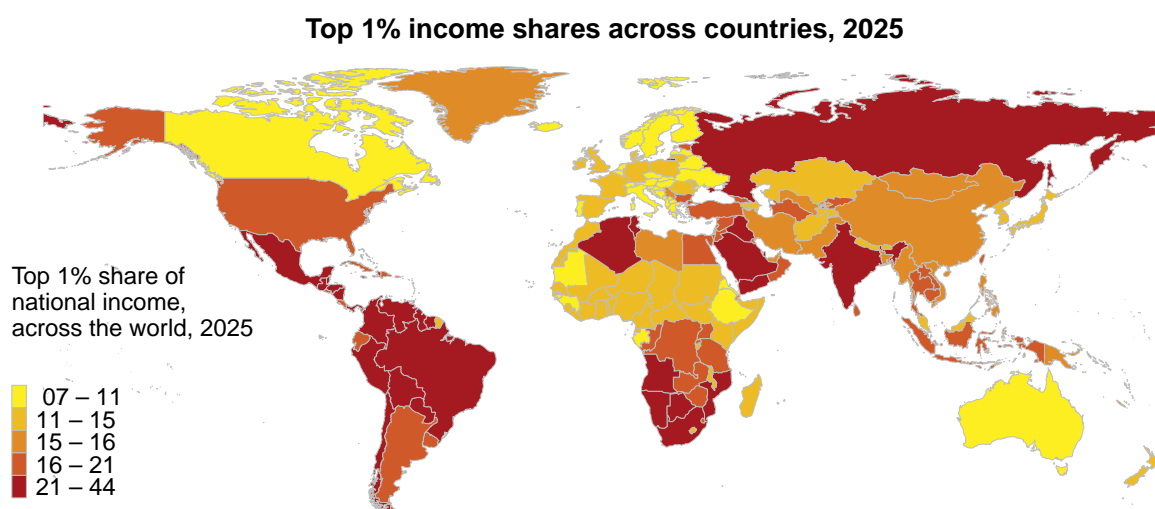 Top 1% income shares across countries, 2025
Top 1% share of
national income,
across the world, 2025
07 – 11
11 – 15
15 – 16
16 – 21
21 – 44